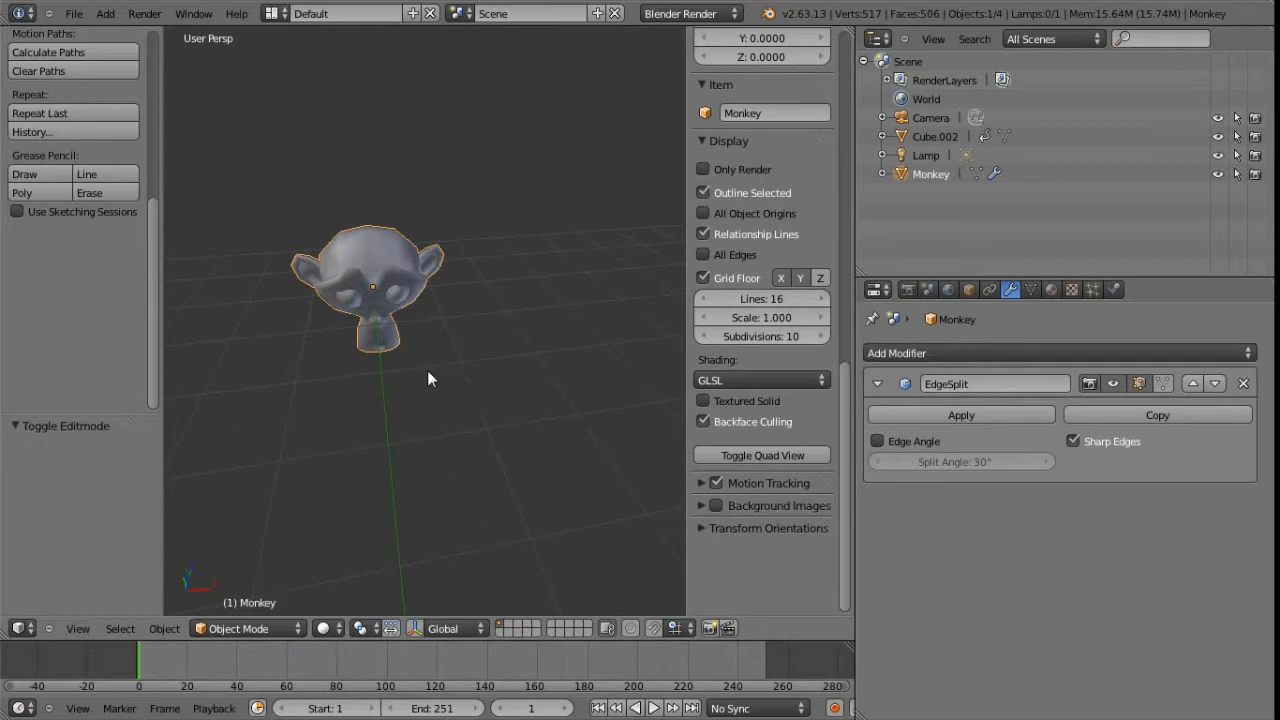 File Add Render Window Help Default Scene Blender Render v2.63.13 | Verts:517 | Faces:506 | Objects:1/4 | Lamps:0/1 | Mem:15.64M (15.74M) | Monkey
Motion Paths:
Calculate Paths
Clear Paths
Repeat:
Repeat Last
History...
Grease Pencil:
Draw Line
Poly Erase
Use Sketching Sessions
Toggle Editmode
User Persp
(1) Monkey
Y: 0.0000
Z: 0.0000
Item
Monkey
Display
Only Render
Outline Selected
All Object Origins
Relationship Lines
All Edges
Grid Floor X Y Z
Lines: 16
Scale: 1.000
Subdivisions: 10
Shading:
GLSL
Textured Solid
Backface Culling
Toggle Quad View
Motion Tracking
Background Images
Transform Orientations
View Search All Scenes
Scene
RenderLayers
World
Camera
Cube.002
Lamp
Monkey
Monkey
Add Modifier
EdgeSplit
Apply Copy
Edge Angle Sharp Edges
Split Angle: 30°
View Select Object Object Mode Global
-40 -20 0 20 40 60 80 100 120 140 160 180 200 220 240 260 280
View Marker Frame Playback Start: 1 End: 251 1 No Sync